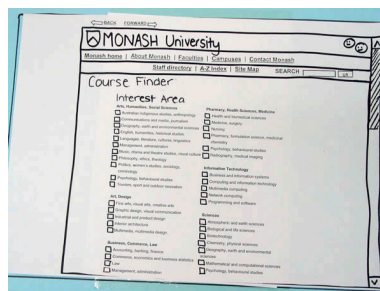 BACK FORWARD
MONASH University
Monash home | About Monash | Faculties | Campuses | Contact Monash
Staff directory | A-Z Index | Site Map SEARCH
Course Finder
Interest Area
Arts, Humanities, Social Sciences
Australian indigenous studies, anthropology
Communications and media, journalism
Geography, earth and environmental sciences
English, humanities, historical studies
Languages, literature, cultures, linguistics
Management, administration
Music, drama and theatre studies, visual culture
Philosophy, ethics, theology
Politics, women's studies, sociology,
criminology
Psychology, behavioural studies
Tourism, sport and outdoor recreation
Art, Design
Fine arts, visual arts, creative arts
Graphic design, visual communication
Industrial and product design
Interior architecture
Multimedia, multimedia design
Business, Commerce, Law
Accounting, banking, finance
Commerce, economics and business statistics
Law
Management, administration
Pharmacy, Health Sciences, Medicine
Health and biomedical sciences
Medicine, surgery
Nursing
Pharmacy, formulation science, medicinal
chemistry
Psychology, behavioural studies
Radiography, medical imaging
Information Technology
Business and information systems
Computing and information technology
Multimedia computing
Network computing
Programming and software
Sciences
Atmospheric and earth sciences
Biological and life sciences
Biotechnology
Chemistry, physical sciences
Geography, earth and environmental
sciences
Mathematical and computational sciences
Psychology, behavioural studies